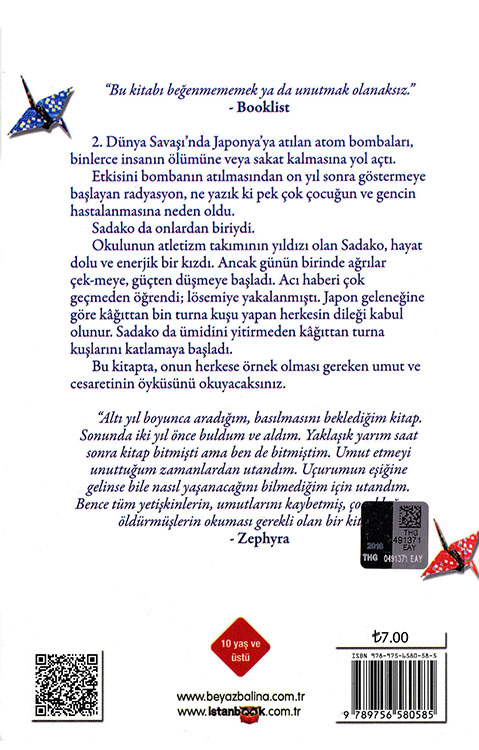 “Bu kitabı beğenmememek ya da unutmak olanaksız.”
- Booklist
2. Dünya Savaşı’nda Japonya’ya atılan atom bombaları,
binlerce insanın ölümüne veya sakat kalmasına yol açtı.
Etkisini bombanın atılmasından on yıl sonra göstermeye
başlayan radyasyon, ne yazık ki pek çok çocuğun ve gencin
hastalanmasına neden oldu.
Sadako da onlardan biriydi.
Okulunun atletizm takımının yıldızı olan Sadako, hayat
dolu ve enerjik bir kızdı. Ancak günün birinde ağrılar
çek-meye, güçten düşmeye başladı. Acı haberi çok
geçmeden öğrendi; lösemiye yakalanmıştı. Japon geleneğine
göre kâğıttan bin turna kuşu yapan herkesin dileği kabul
olunur. Sadako da ümidini yitirmeden kâğıttan turna
kuşlarını katlamaya başladı.
Bu kitapta, onun herkese örnek olması gereken umut ve
cesaretinin öyküsünü okuyacaksınız.
“Altı yıl boyunca aradığım, basılmasını beklediğim kitap.
Sonunda iki yıl önce buldum ve aldım. Yaklaşık yarım saat
sonra kitap bitmişti ama ben de bitmiştim. Umut etmeyi
unuttuğum zamanlardan utandım. Uçurumun eşiğine
gelinse bile nasıl yaşanacağını bilmediğim için utandım.
Bence tüm yetişkinlerin, umutlarını kaybetmiş,
öldürmüşlerin okuması gerekli olan bir
- Zephyra
THG
491371
EAY
2016
THG 0491371 EAY
10 yaş ve
üstü
www.beyazbalina.com.tr
www.istanbook.com.tr
₺7.00
ISBN 978-975-6580-58-5
9 789756 580585